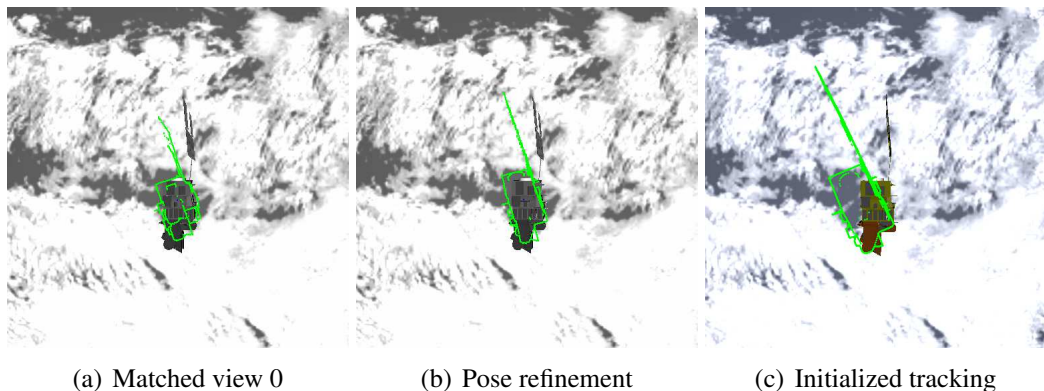 (a) Matched view 0
(b) Pose refinement
(c) Initialized tracking